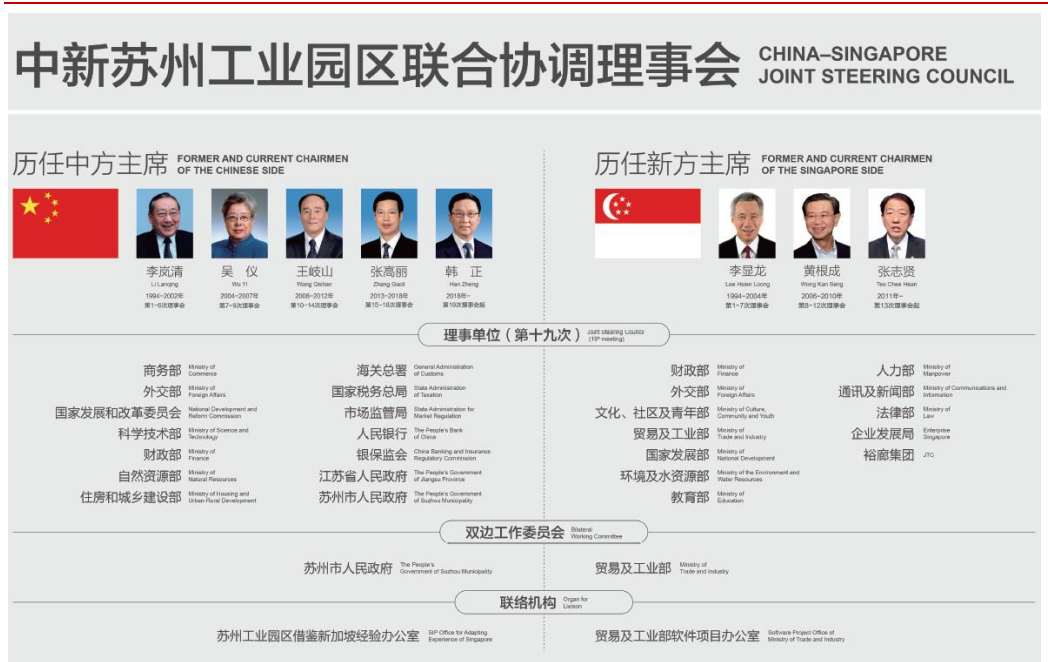 中新苏州工业园区联合协调理事会
CHINA–SINGAPORE
JOINT STEERING COUNCIL
历任中方主席
FORMER AND CURRENT CHAIRMEN
OF THE CHINESE SIDE
李岚清
Li Lanqing
1994–2002年
第1–6次理事会
吴 仪
Wu Yi
2004–2007年
第7–9次理事会
王岐山
Wang Qishan
2008–2012年
第10–14次理事会
张高丽
Zhang Gaoli
2013–2018年
第15–18次理事会
韩 正
Han Zheng
2018年–
第19次理事会起
历任新方主席
FORMER AND CURRENT CHAIRMEN
OF THE SINGAPORE SIDE
李显龙
Lee Hsien Loong
1994–2004年
第1–7次理事会
黄根成
Wong Kan Seng
2006–2010年
第8–12次理事会
张志贤
Teo Chee Hean
2011年–
第13次理事会起
理事单位（第十九次）
Joint Steering Council
(19th meeting)
商务部
Ministry of
Commerce
外交部
Ministry of
Foreign Affairs
国家发展和改革委员会
National Development and
Reform Commission
科学技术部
Ministry of Science and
Technology
财政部
Ministry of
Finance
自然资源部
Ministry of
Natural Resources
住房和城乡建设部
Ministry of Housing and
Urban-Rural Development
海关总署
General Administration
of Customs
国家税务总局
State Administration
of Taxation
市场监管局
State Administration for
Market Regulation
人民银行
The People's Bank
of China
银保监会
China Banking and Insurance
Regulatory Commission
江苏省人民政府
The People's Government
of Jiangsu Province
苏州市人民政府
The People's Government
of Suzhou Municipality
财政部
Ministry of
Finance
外交部
Ministry of
Foreign Affairs
文化、社区及青年部
Ministry of Culture,
Community and Youth
贸易及工业部
Ministry of
Trade and Industry
国家发展部
Ministry of
National Development
环境及水资源部
Ministry of the Environment and
Water Resources
教育部
Ministry of
Education
人力部
Ministry of
Manpower
通讯及新闻部
Ministry of Communications and
Information
法律部
Ministry of
Law
企业发展局
Enterprise
Singapore
裕廊集团
JTC
双边工作委员会
Bilateral
Working Committee
苏州市人民政府
The People's
Government of Suzhou Municipality
贸易及工业部
Ministry of
Trade and Industry
联络机构
Organ for
Liaison
苏州工业园区借鉴新加坡经验办公室
SIP Office for Adapting
Experience of Singapore
贸易及工业部软件项目办公室
Software Project Office of
Ministry of Trade and Industry